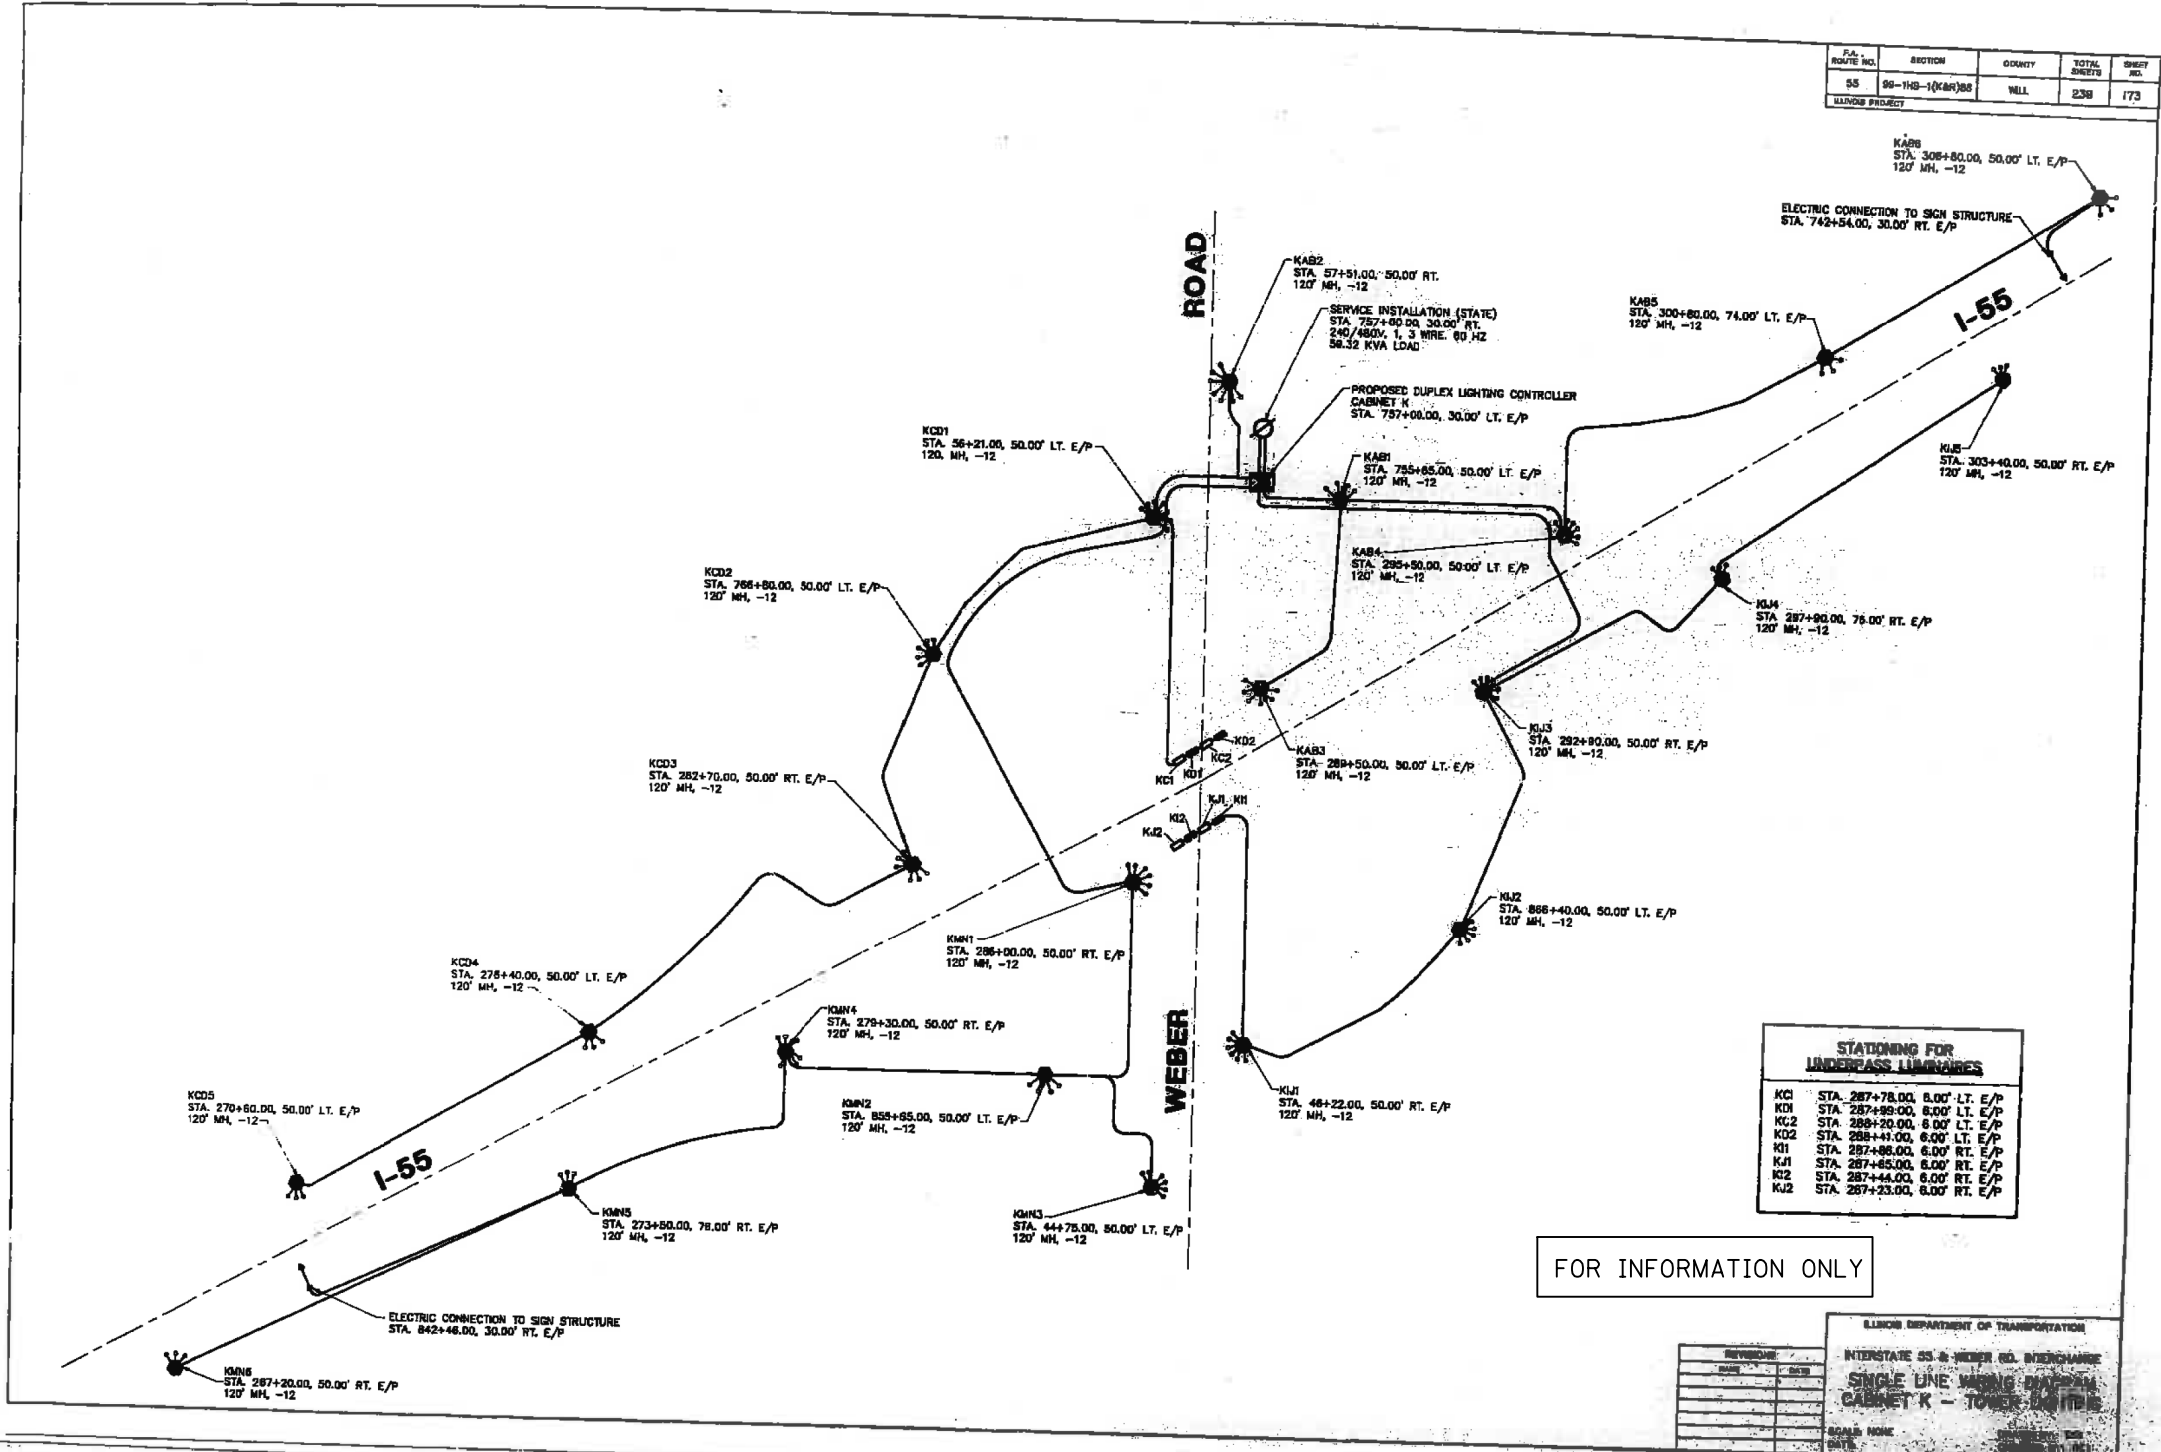 F.A. ROUTE NO. SECTION COUNTY TOTAL SHEETS SHEET NO.
55 99-1HB-1(K&R)88 WILL 238 173
ILLINOIS PROJECT
KAB6
STA. 306+80.00, 50.00' LT. E/P
120' MH, -12
ELECTRIC CONNECTION TO SIGN STRUCTURE
STA. 742+54.00, 30.00' RT. E/P
ROAD
KAB2
STA. 57+51.00, 50.00' RT.
120' MH, -12
SERVICE INSTALLATION (STATE)
STA. 757+00.00, 30.00' RT.
240/480V, 1, 3 WIRE, 60 HZ
59.32 KVA LOAD
KAB5
STA. 300+60.00, 74.00' LT. E/P
120' MH, -12
I-55
PROPOSED DUPLEX LIGHTING CONTROLLER
CABINET K
STA. 757+00.00, 30.00' LT. E/P
KCD1
STA. 56+21.00, 50.00' LT. E/P
120, MH, -12
KAB1
STA. 755+65.00, 50.00' LT. E/P
120' MH, -12
KIJ5
STA. 303+40.00, 50.00' RT. E/P
120' MH, -12
KAB4
STA. 295+50.00, 50.00' LT. E/P
120' MH, -12
KCD2
STA. 766+80.00, 50.00' LT. E/P
120' MH, -12
KIJ4
STA 297+90.00, 76.00' RT. E/P
120' MH, -12
KIJ3
STA. 292+90.00, 50.00' RT. E/P
120' MH, -12
KD2
KC2
KD1
KC1
KAB3
STA. 289+50.00, 50.00' LT. E/P
120' MH, -12
KCD3
STA. 282+70.00, 50.00' RT. E/P
120' MH, -12
KJ1 KI1
KI2
KJ2
KIJ2
STA. 866+40.00, 50.00' LT. E/P
120' MH, -12
KMN1
STA. 286+00.00, 50.00' RT. E/P
120' MH, -12
KCD4
STA. 276+40.00, 50.00' LT. E/P
120' MH, -12
KMN4
STA. 279+30.00, 50.00' RT. E/P
120' MH, -12
WEBER
KIJ1
STA. 46+22.00, 50.00' RT. E/P
120' MH, -12
KCD5
STA. 270+60.00, 50.00' LT. E/P
120' MH, -12
KMN2
STA. 855+65.00, 50.00' LT. E/P
120' MH, -12
I-55
KMN5
STA. 273+50.00, 76.00' RT. E/P
120' MH, -12
KMN3
STA. 44+75.00, 50.00' LT. E/P
120' MH, -12
STATIONING FOR
UNDERPASS LUMINAIRES
KC1 STA. 287+78.00, 6.00' LT. E/P
KD1 STA. 287+99.00, 6.00' LT. E/P
KC2 STA. 288+20.00, 6.00' LT. E/P
KD2 STA. 288+41.00, 6.00' LT. E/P
KI1 STA. 287+86.00, 6.00' RT. E/P
KJ1 STA. 287+65.00, 6.00' RT. E/P
KI2 STA. 287+44.00, 6.00' RT. E/P
KJ2 STA. 287+23.00, 6.00' RT. E/P
FOR INFORMATION ONLY
ELECTRIC CONNECTION TO SIGN STRUCTURE
STA. 842+46.00, 30.00' RT. E/P
KMN6
STA. 267+20.00, 50.00' RT. E/P
120' MH, -12
REVISIONS
NAME DATE
ILLINOIS DEPARTMENT OF TRANSPORTATION
INTERSTATE 55 & WEBER RD. INTERCHANGE
SINGLE LINE WIRING DIAGRAM
CABINET K - TOWER LIGHTING
SCALE: NONE
DATE